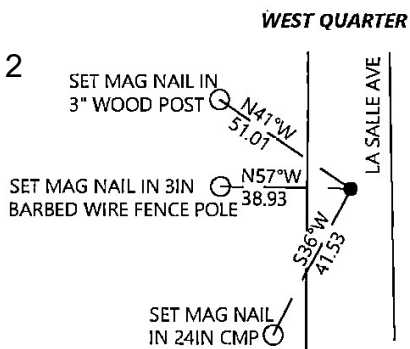 WEST QUARTER
2
SET MAG NAIL IN
3" WOOD POST
N41°W
51.01
LA SALLE AVE
SET MAG NAIL IN 3IN
BARBED WIRE FENCE POLE
N57°W
38.93
S36°W
41.53
SET MAG NAIL
IN 24IN CMP